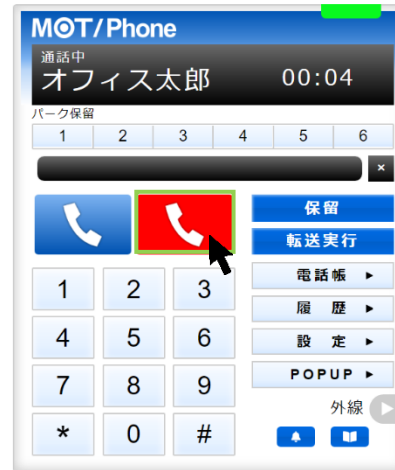 MOT/Phone
通話中
オフィス太郎 00:04
パーク保留
1 2 3 4 5 6
×
保留
転送実行
電話帳 ▶
1 2 3
履 歴 ▶
4 5 6
設 定 ▶
7 8 9
POPUP ▶
外線
* 0 #